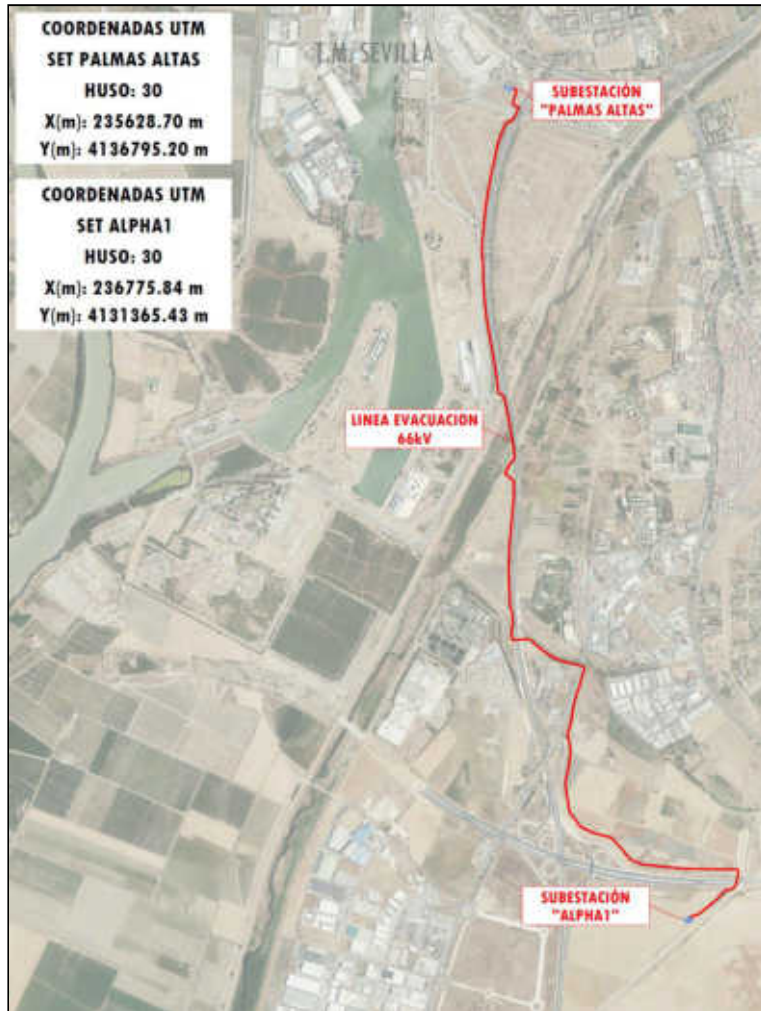 COORDENADAS UTM
SET PALMAS ALTAS
HUSO: 30
X(m): 235628.70 m
Y(m): 4136795.20 m
COORDENADAS UTM
SET ALPHA1
HUSO: 30
X(m): 236775.84 m
Y(m): 4131365.43 m
T.M. SEVILLA
SUBESTACIÓN
"PALMAS ALTAS"
LINEA EVACUACION
66kV
SUBESTACIÓN
"ALPHA1"